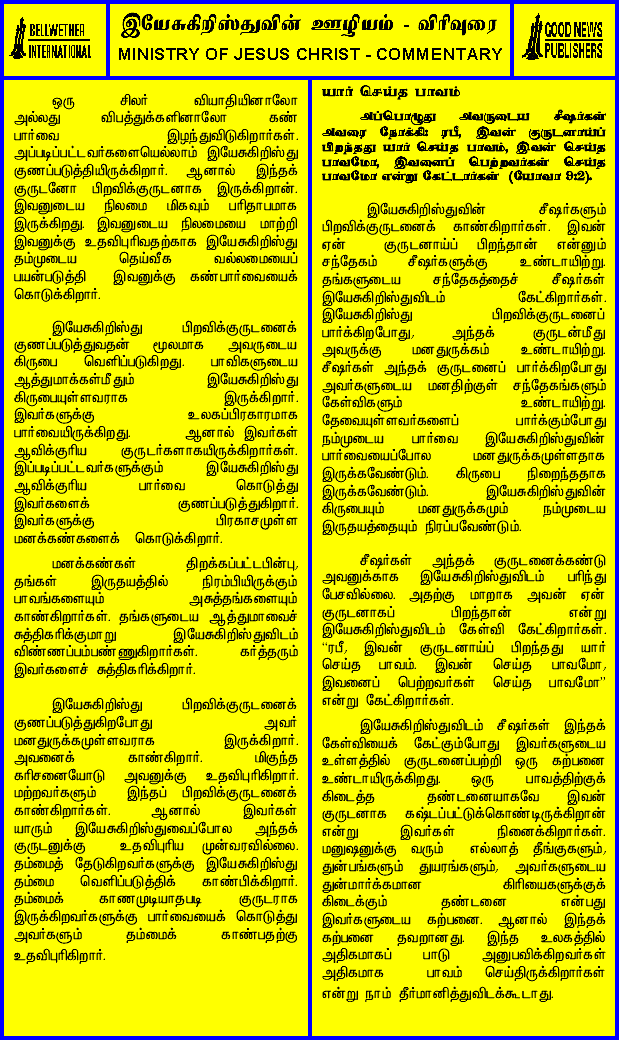 BELLWETHER
INTERNATIONAL
இயேசுகிறிஸ்துவின் ஊழியம் - விரிவுரை
MINISTRY OF JESUS CHRIST - COMMENTARY
GOOD NEWS
PUBLISHERS
ஒரு சிலர் வியாதியினாலோ
அல்லது விபத்துக்களினாலோ கண்
பார்வை இழந்துவிடுகிறார்கள்.
அப்படிப்பட்டவர்களையெல்லாம் இயேசுகிறிஸ்து
குணப்படுத்தியிருக்கிறார். ஆனால் இந்தக்
குருடனோ பிறவிக்குருடனாக இருக்கிறான்.
இவனுடைய நிலமை மிகவும் பரிதாபமாக
இருக்கிறது. இவனுடைய நிலமையை மாற்றி
இவனுக்கு உதவிபுரிவதற்காக இயேசுகிறிஸ்து
தம்முடைய தெய்வீக வல்லமையைப்
பயன்படுத்தி இவனுக்கு கண்பார்வையைக்
கொடுக்கிறார்.
இயேசுகிறிஸ்து பிறவிக்குருடனைக்
குணப்படுத்துவதன் மூலமாக அவருடைய
கிருபை வெளிப்படுகிறது. பாவிகளுடைய
ஆத்துமாக்கள்மீதும் இயேசுகிறிஸ்து
கிருபையுள்ளவராக இருக்கிறார்.
இவர்களுக்கு உலகப்பிரகாரமாக
பார்வையிருக்கிறது. ஆனால் இவர்கள்
ஆவிக்குரிய குருடர்களாகயிருக்கிறார்கள்.
இப்படிப்பட்டவர்களுக்கும் இயேசுகிறிஸ்து
ஆவிக்குரிய பார்வை கொடுத்து
இவர்களைக் குணப்படுத்துகிறார்.
இவர்களுக்கு பிரகாசமுள்ள
மனக்கண்களைக் கொடுக்கிறார்.
மனக்கண்கள் திறக்கப்பட்டபின்பு,
தங்கள் இருதயத்தில் நிரம்பியிருக்கும்
பாவங்களையும் அசுத்தங்களையும்
காண்கிறார்கள். தங்களுடைய ஆத்துமாவைச்
சுத்திகரிக்குமாறு இயேசுகிறிஸ்துவிடம்
விண்ணப்பம்பண்ணுகிறார்கள். கர்த்தரும்
இவர்களைச் சுத்திகரிக்கிறார்.
இயேசுகிறிஸ்து பிறவிக்குருடனைக்
குணப்படுத்துகிறபோது அவர்
மனதுருக்கமுள்ளவராக இருக்கிறார்.
அவனைக் காண்கிறார். மிகுந்த
கரிசனையோடு அவனுக்கு உதவிபுரிகிறார்.
மற்றவர்களும் இந்தப் பிறவிக்குருடனைக்
காண்கிறார்கள். ஆனால் இவர்கள்
யாரும் இயேசுகிறிஸ்துவைப்போல அந்தக்
குருடனுக்கு உதவிபுரிய முன்வரவில்லை.
தம்மைத் தேடுகிறவர்களுக்கு இயேசுகிறிஸ்து
தம்மை வெளிப்படுத்திக் காண்பிக்கிறார்.
தம்மைக் காணமுடியாதபடி குருடராக
இருக்கிறவர்களுக்கு பார்வையைக் கொடுத்து
அவர்களும் தம்மைக் காண்பதற்கு
உதவிபுரிகிறார்.
யார் செய்த பாவம்
அப்பொழுது அவருடைய சீஷர்கள்
அவரை நோக்கி: ரபீ, இவன் குருடனாய்ப்
பிறந்தது யார் செய்த பாவம், இவன் செய்த
பாவமோ, இவனைப் பெற்றவர்கள் செய்த
பாவமோ என்று கேட்டார்கள் (யோவா 9:2).
இயேசுகிறிஸ்துவின் சீஷர்களும்
பிறவிக்குருடனைக் காண்கிறார்கள். இவன்
ஏன் குருடனாய்ப் பிறந்தான் என்னும்
சந்தேகம் சீஷர்களுக்கு உண்டாயிற்று.
தங்களுடைய சந்தேகத்தைச் சீஷர்கள்
இயேசுகிறிஸ்துவிடம் கேட்கிறார்கள்.
இயேசுகிறிஸ்து பிறவிக்குருடனைப்
பார்க்கிறபோது, அந்தக் குருடன்மீது
அவருக்கு மனதுருக்கம் உண்டாயிற்று.
சீஷர்கள் அந்தக் குருடனைப் பார்க்கிறபோது
அவர்களுடைய மனதிற்குள் சந்தேகங்களும்
கேள்விகளும் உண்டாயிற்று.
தேவையுள்ளவர்களைப் பார்க்கும்போது
நம்முடைய பார்வை இயேசுகிறிஸ்துவின்
பார்வையைப்போல மனதுருக்கமுள்ளதாக
இருக்கவேண்டும். கிருபை நிறைந்ததாக
இருக்கவேண்டும். இயேசுகிறிஸ்துவின்
கிருபையும் மனதுருக்கமும் நம்முடைய
இருதயத்தையும் நிரப்பவேண்டும்.
சீஷர்கள் அந்தக் குருடனைக்கண்டு
அவனுக்காக இயேசுகிறிஸ்துவிடம் பரிந்து
பேசவில்லை. அதற்கு மாறாக அவன் ஏன்
குருடனாகப் பிறந்தான் என்று
இயேசுகிறிஸ்துவிடம் கேள்வி கேட்கிறார்கள்.
“ரபீ, இவன் குருடனாய்ப் பிறந்தது யார்
செய்த பாவம். இவன் செய்த பாவமோ,
இவனைப் பெற்றவர்கள் செய்த பாவமோ”
என்று கேட்கிறார்கள்.
இயேசுகிறிஸ்துவிடம் சீஷர்கள் இந்தக்
கேள்வியைக் கேட்கும்போது இவர்களுடைய
உள்ளத்தில் குருடனைப்பற்றி ஒரு கற்பனை
உண்டாயிருக்கிறது. ஒரு பாவத்திற்குக்
கிடைத்த தண்டனையாகவே இவன்
குருடனாக கஷ்டப்பட்டுக்கொண்டிருக்கிறான்
என்று இவர்கள் நினைக்கிறார்கள்.
மனுஷனுக்கு வரும் எல்லாத் தீங்குகளும்,
துன்பங்களும் துயரங்களும், அவர்களுடைய
துன்மார்க்கமான கிரியைகளுக்குக்
கிடைக்கும் தண்டனை என்பது
இவர்களுடைய கற்பனை. ஆனால் இந்தக்
கற்பனை தவறானது. இந்த உலகத்தில்
அதிகமாகப் பாடு அனுபவிக்கிறவர்கள்
அதிகமாக பாவம் செய்திருக்கிறார்கள்
என்று நாம் தீர்மானித்துவிடக்கூடாது.